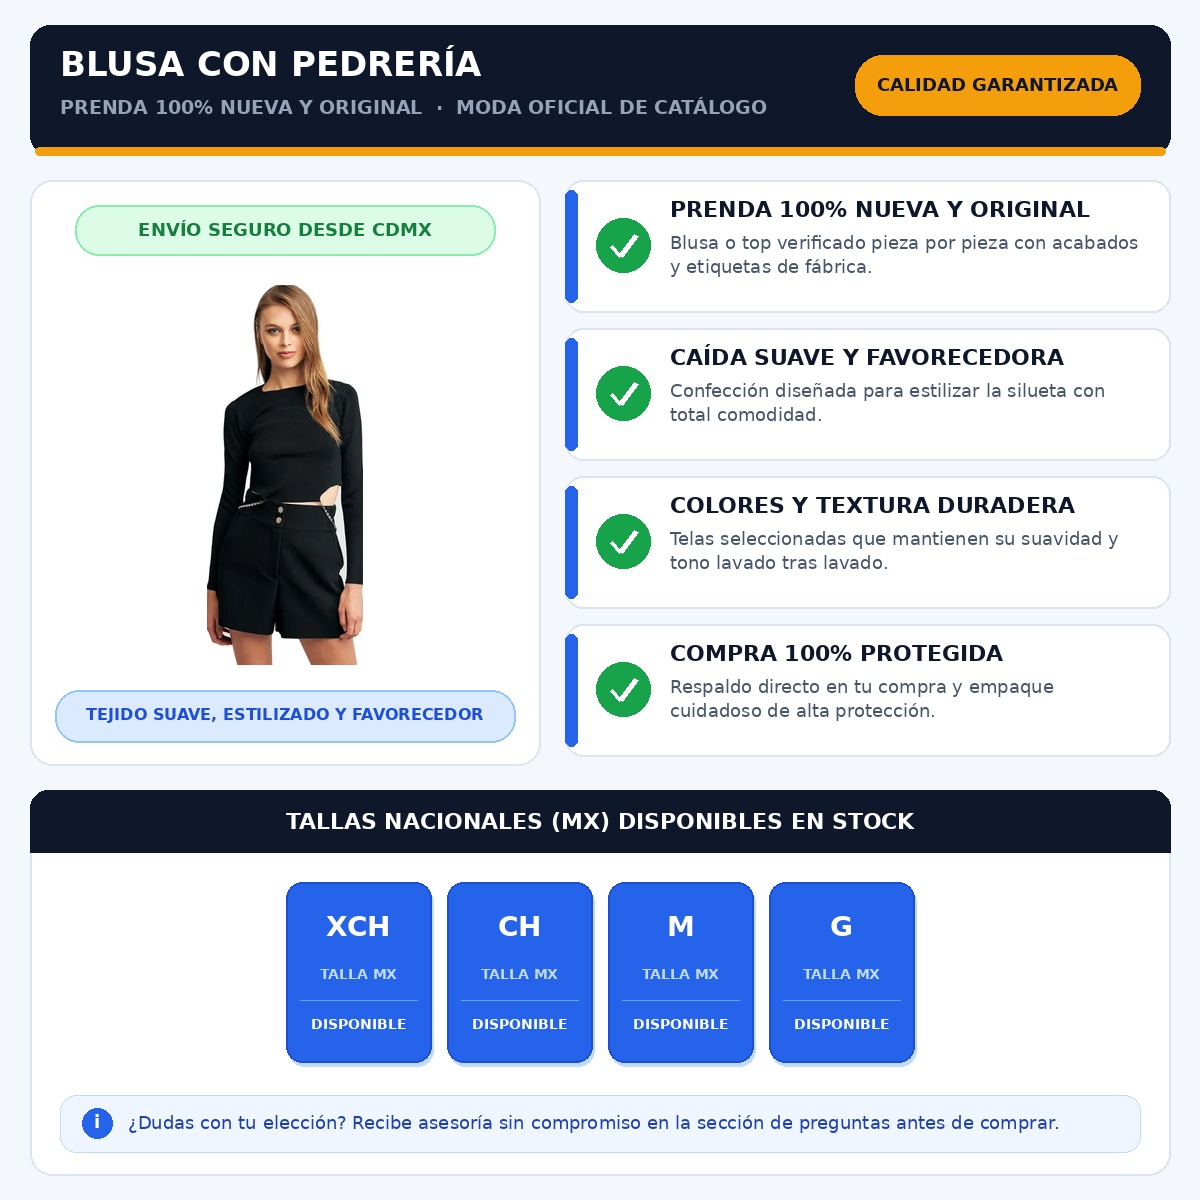 BLUSA CON PEDRERÍA
PRENDA 100% NUEVA Y ORIGINAL · MODA OFICIAL DE CATÁLOGO
CALIDAD GARANTIZADA
ENVÍO SEGURO DESDE CDMX
TEJIDO SUAVE, ESTILIZADO Y FAVORECEDOR
PRENDA 100% NUEVA Y ORIGINAL
Blusa o top verificado pieza por pieza con acabados
y etiquetas de fábrica.
CAÍDA SUAVE Y FAVORECEDORA
Confección diseñada para estilizar la silueta con
total comodidad.
COLORES Y TEXTURA DURADERA
Telas seleccionadas que mantienen su suavidad y
tono lavado tras lavado.
COMPRA 100% PROTEGIDA
Respaldo directo en tu compra y empaque
cuidadoso de alta protección.
TALLAS NACIONALES (MX) DISPONIBLES EN STOCK
XCH
TALLA MX
DISPONIBLE
CH
TALLA MX
DISPONIBLE
M
TALLA MX
DISPONIBLE
G
TALLA MX
DISPONIBLE
i ¿Dudas con tu elección? Recibe asesoría sin compromiso en la sección de preguntas antes de comprar.